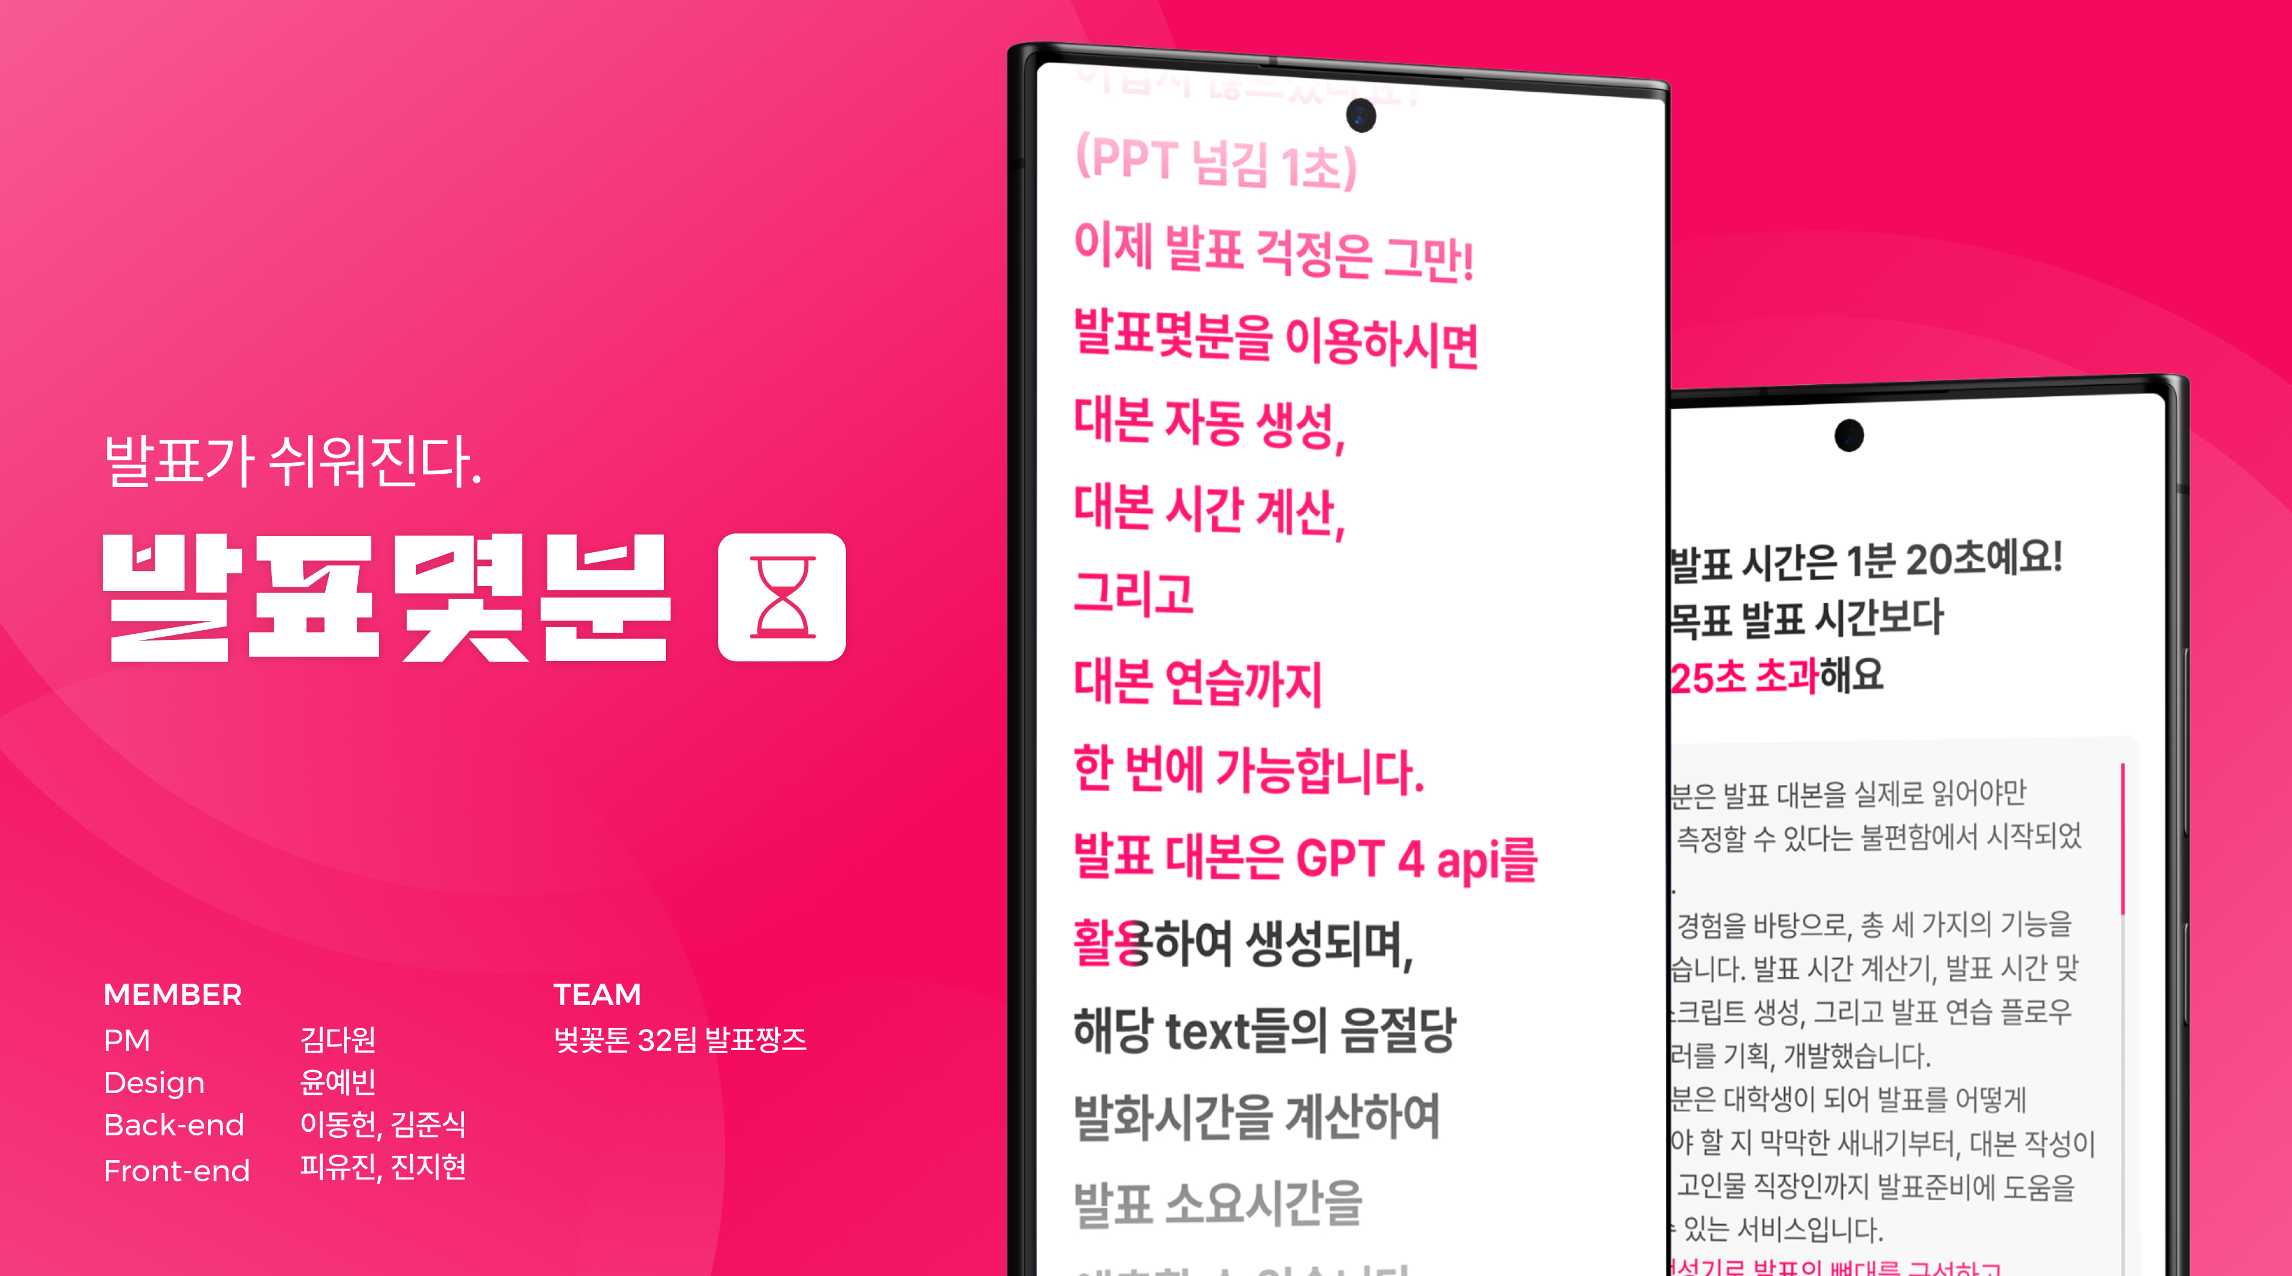 발표가 쉬워진다.
발표몇분
MEMBER
PM 김다원
Design 윤예빈
Back-end 이동헌, 김준식
Front-end 피유진, 진지현
TEAM
벚꽃톤 32팀 발표짱즈
(PPT 넘김 1초)
이제 발표 걱정은 그만!
발표몇분을 이용하시면
대본 자동 생성,
대본 시간 계산,
그리고
대본 연습까지
한 번에 가능합니다.
발표 대본은 GPT 4 api를
활용하여 생성되며,
해당 text들의 음절당
발화시간을 계산하여
발표 소요시간을
발표 시간은 1분 20초예요!
목표 발표 시간보다
25초 초과해요
분은 발표 대본을 실제로 읽어야만
측정할 수 있다는 불편함에서 시작되었
.
경험을 바탕으로, 총 세 가지의 기능을
습니다. 발표 시간 계산기, 발표 시간 맞
크립트 생성, 그리고 발표 연습 플로우
러를 기획, 개발했습니다.
분은 대학생이 되어 발표를 어떻게
야 할 지 막막한 새내기부터, 대본 작성이
고인물 직장인까지 발표준비에 도움을
있는 서비스입니다.
성기로 발표의 뼈대를 구성하고